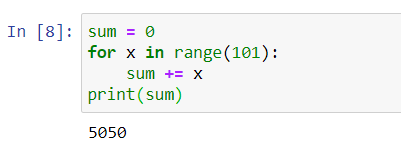 In [8]: sum = 0
for x in range(101):
    sum += x
print(sum)
5050